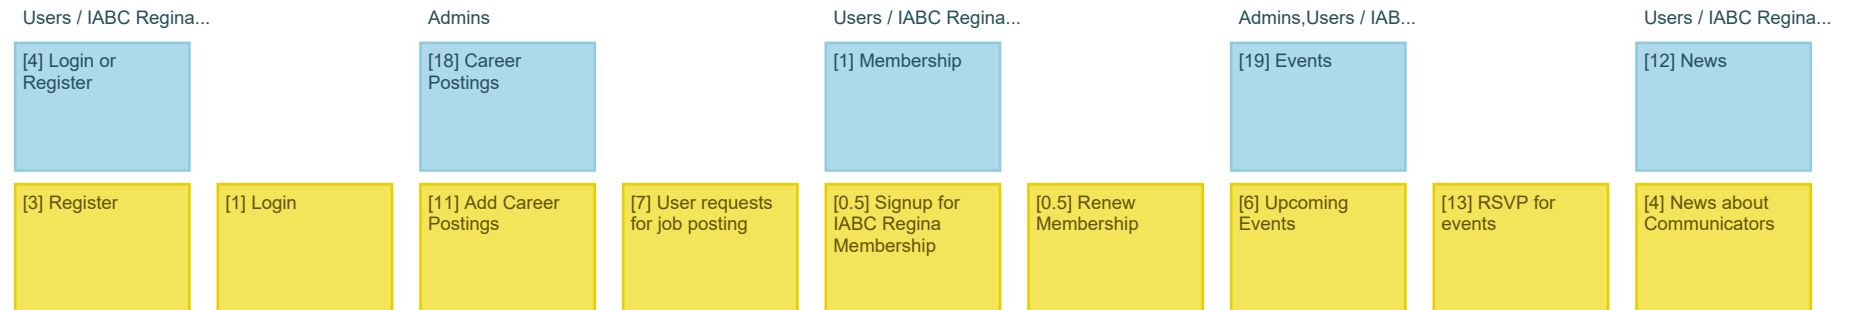 Users / IABC Regina...
Admins
Users / IABC Regina...
Admins,Users / IAB...
Users / IABC Regina...
[4] Login or
Register
[18] Career
Postings
[1] Membership
[19] Events
[12] News
[3] Register
[1] Login
[11] Add Career
Postings
[7] User requests
for job posting
[0.5] Signup for
IABC Regina
Membership
[0.5] Renew
Membership
[6] Upcoming
Events
[13] RSVP for
events
[4] News about
Communicators